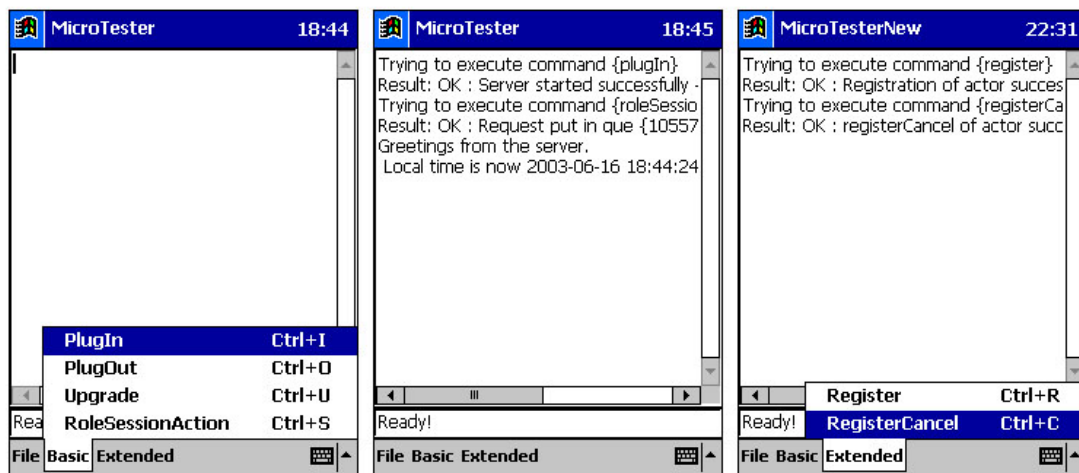 MicroTester 18:44
PlugIn Ctrl+I
PlugOut Ctrl+O
Upgrade Ctrl+U
Rea RoleSessionAction Ctrl+S
File Basic Extended
MicroTester 18:45
Trying to execute command {plugIn}
Result: OK : Server started successfully -
Trying to execute command {roleSessio
Result: OK : Request put in que {10557
Greetings from the server.
Local time is now 2003-06-16 18:44:24
Ready!
File Basic Extended
MicroTesterNew 22:31
Trying to execute command {register}
Result: OK : Registration of actor succes
Trying to execute command {registerCa
Result: OK : registerCancel of actor succ
Register Ctrl+R
Ready! RegisterCancel Ctrl+C
File Basic Extended